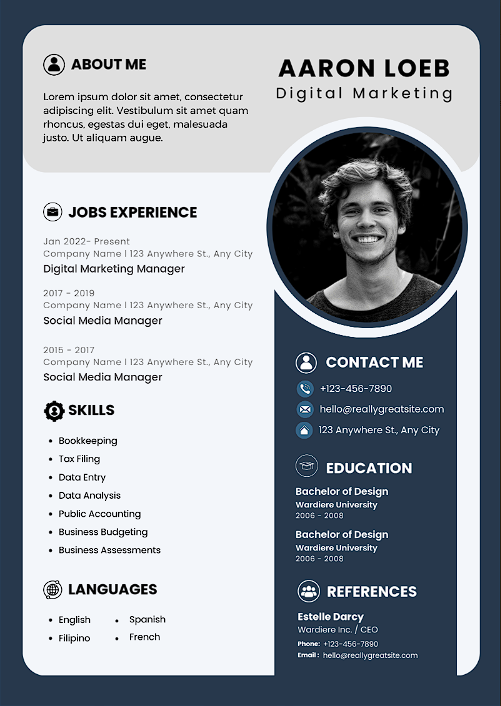 ABOUT ME
Lorem ipsum dolor sit amet, consectetur
adipiscing elit. Vestibulum sit amet quam
rhoncus, egestas dui eget, malesuada
justo. Ut aliquam augue.
AARON LOEB
Digital Marketing
JOBS EXPERIENCE
Jan 2022- Present
Company Name l 123 Anywhere St., Any City
Digital Marketing Manager
2017 - 2019
Company Name l 123 Anywhere St., Any City
Social Media Manager
2015 - 2017
Company Name l 123 Anywhere St., Any City
Social Media Manager
SKILLS
• Bookkeeping
• Tax Filing
• Data Entry
• Data Analysis
• Public Accounting
• Business Budgeting
• Business Assessments
LANGUAGES
• English
• Filipino
• Spanish
• French
CONTACT ME
+123-456-7890
hello@reallygreatsite.com
123 Anywhere St., Any City
EDUCATION
Bachelor of Design
Wardiere University
2006 - 2008
Bachelor of Design
Wardiere University
2006 - 2008
REFERENCES
Estelle Darcy
Wardiere Inc. / CEO
Phone: +123-456-7890
Email : hello@reallygreatsite.com